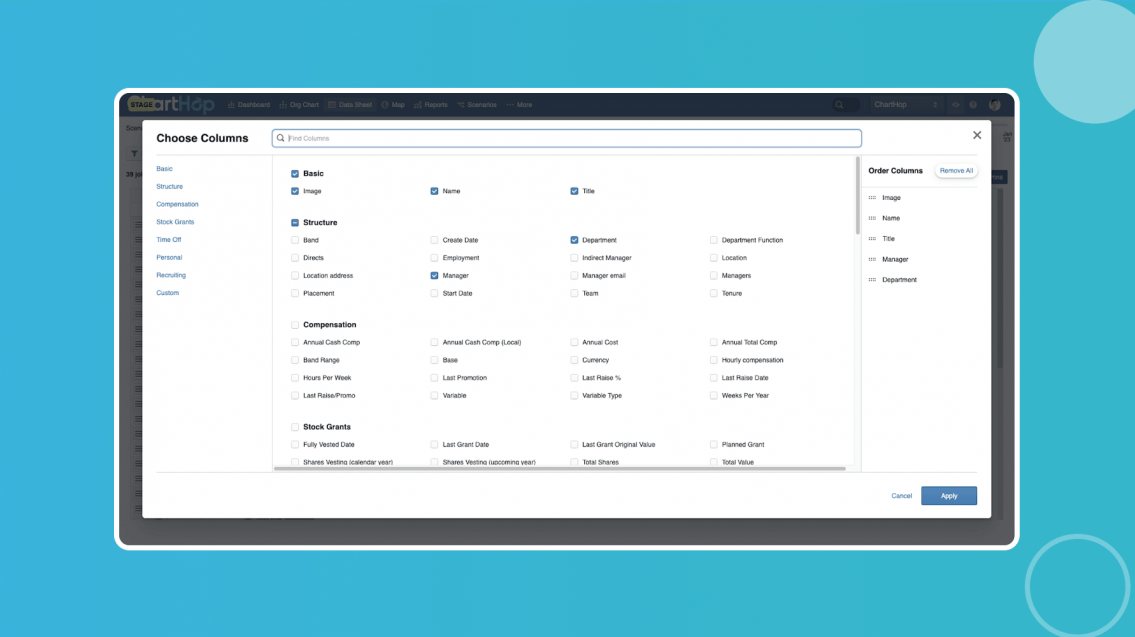 STAGE
artHop
Dashboard Org Chart Data Sheet Map Reports Scenarios More
ChartHop
Choose Columns
Find Columns
Basic
Structure
Compensation
Stock Grants
Time Off
Personal
Recruiting
Custom
Basic
Image Name Title
Structure
Band Create Date Department Department Function
Directs Employment Indirect Manager Location
Location address Manager Manager email Managers
Placement Start Date Team Tenure
Compensation
Annual Cash Comp Annual Cash Comp (Local) Annual Cost Annual Total Comp
Band Range Base Currency Hourly compensation
Hours Per Week Last Promotion Last Raise % Last Raise Date
Last Raise/Promo Variable Variable Type Weeks Per Year
Stock Grants
Fully Vested Date Last Grant Date Last Grant Original Value Planned Grant
Shares Vesting (calendar year) Shares Vesting (upcoming year) Total Shares Total Value
Order Columns Remove All
Image
Name
Title
Manager
Department
Cancel Apply